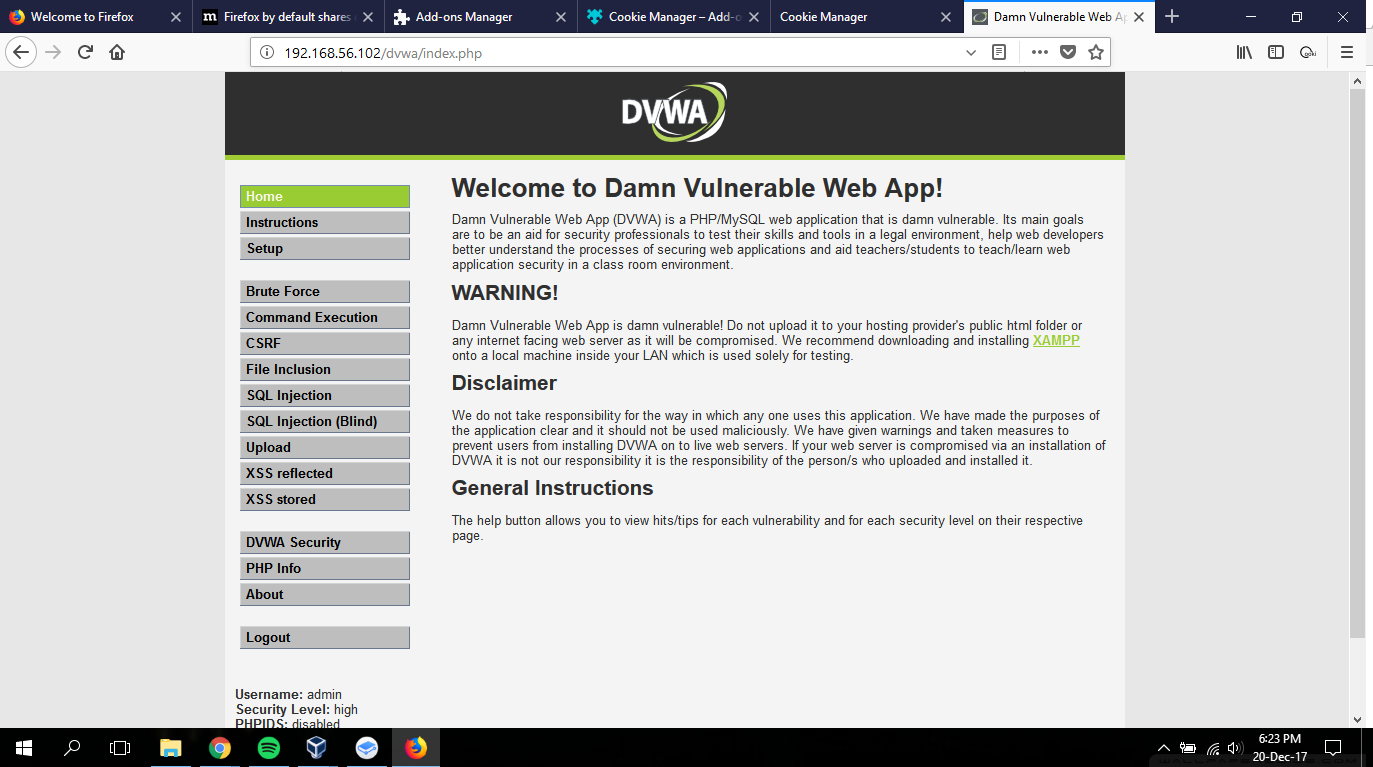 Welcome to Firefox
Firefox by default shares
Add-ons Manager
Cookie Manager – Add-o
Cookie Manager
Damn Vulnerable Web Ap
192.168.56.102/dvwa/index.php
DVWA
Home
Instructions
Setup
Brute Force
Command Execution
CSRF
File Inclusion
SQL Injection
SQL Injection (Blind)
Upload
XSS reflected
XSS stored
DVWA Security
PHP Info
About
Logout
Username: admin
Security Level: high
PHPIDS: disabled
Welcome to Damn Vulnerable Web App!
Damn Vulnerable Web App (DVWA) is a PHP/MySQL web application that is damn vulnerable. Its main goals
are to be an aid for security professionals to test their skills and tools in a legal environment, help web developers
better understand the processes of securing web applications and aid teachers/students to teach/learn web
application security in a class room environment.
WARNING!
Damn Vulnerable Web App is damn vulnerable! Do not upload it to your hosting provider's public html folder or
any internet facing web server as it will be compromised. We recommend downloading and installing XAMPP
onto a local machine inside your LAN which is used solely for testing.
Disclaimer
We do not take responsibility for the way in which any one uses this application. We have made the purposes of
the application clear and it should not be used maliciously. We have given warnings and taken measures to
prevent users from installing DVWA on to live web servers. If your web server is compromised via an installation of
DVWA it is not our responsibility it is the responsibility of the person/s who uploaded and installed it.
General Instructions
The help button allows you to view hits/tips for each vulnerability and for each security level on their respective
page.
6:23 PM
20-Dec-17